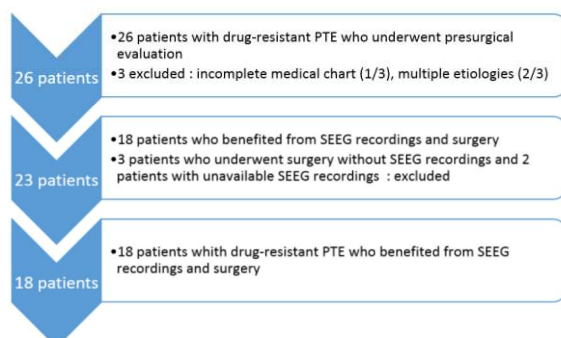 •26 patients with drug-resistant PTE who underwent presurgical
evaluation
•3 excluded : incomplete medical chart (1/3), multiple etiologies (2/3)
26 patients
•18 patients who benefited from SEEG recordings and surgery
•3 patients who underwent surgery without SEEG recordings and 2
patients with unavailable SEEG recordings : excluded
23 patients
•18 patients whith drug-resistant PTE who benefited from SEEG
recordings and surgery
18 patients